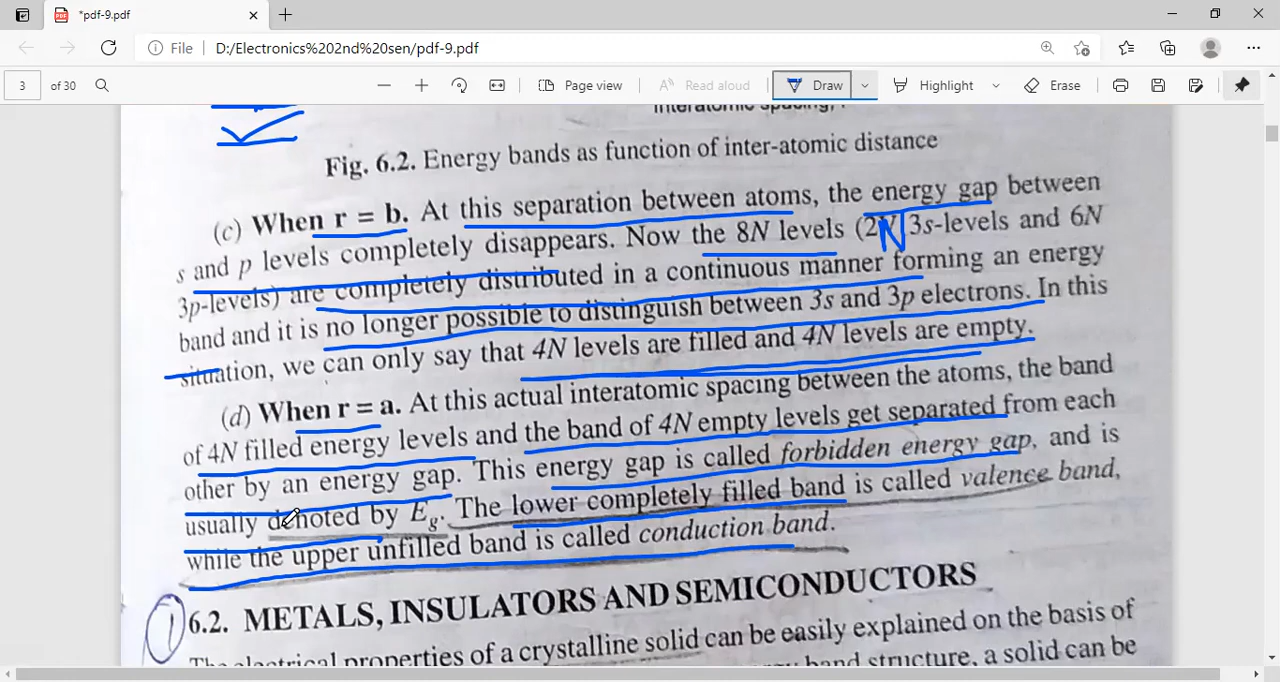 *pdf-9.pdf
File | D:/Electronics%202nd%20sen/pdf-9.pdf
3 of 30 Page view Read aloud Draw Highlight Erase
Interatomic spacing,
Fig. 6.2. Energy bands as function of inter-atomic distance
(c) When r = b. At this separation between atoms, the energy gap between
s and p levels completely disappears. Now the 8N levels (2N 3s-levels and 6N
3p-levels) are completely distributed in a continuous manner forming an energy
band and it is no longer possible to distinguish between 3s and 3p electrons. In this
situation, we can only say that 4N levels are filled and 4N levels are empty.
(d) When r = a. At this actual interatomic spacing between the atoms, the band
of 4N filled energy levels and the band of 4N empty levels get separated from each
other by an energy gap. This energy gap is called forbidden energy gap, and is
usually denoted by Eg. The lower completely filled band is called valence band,
while the upper unfilled band is called conduction band.
1 6.2. METALS, INSULATORS AND SEMICONDUCTORS
The electrical properties of a crystalline solid can be easily explained on the basis of
band structure, a solid can be